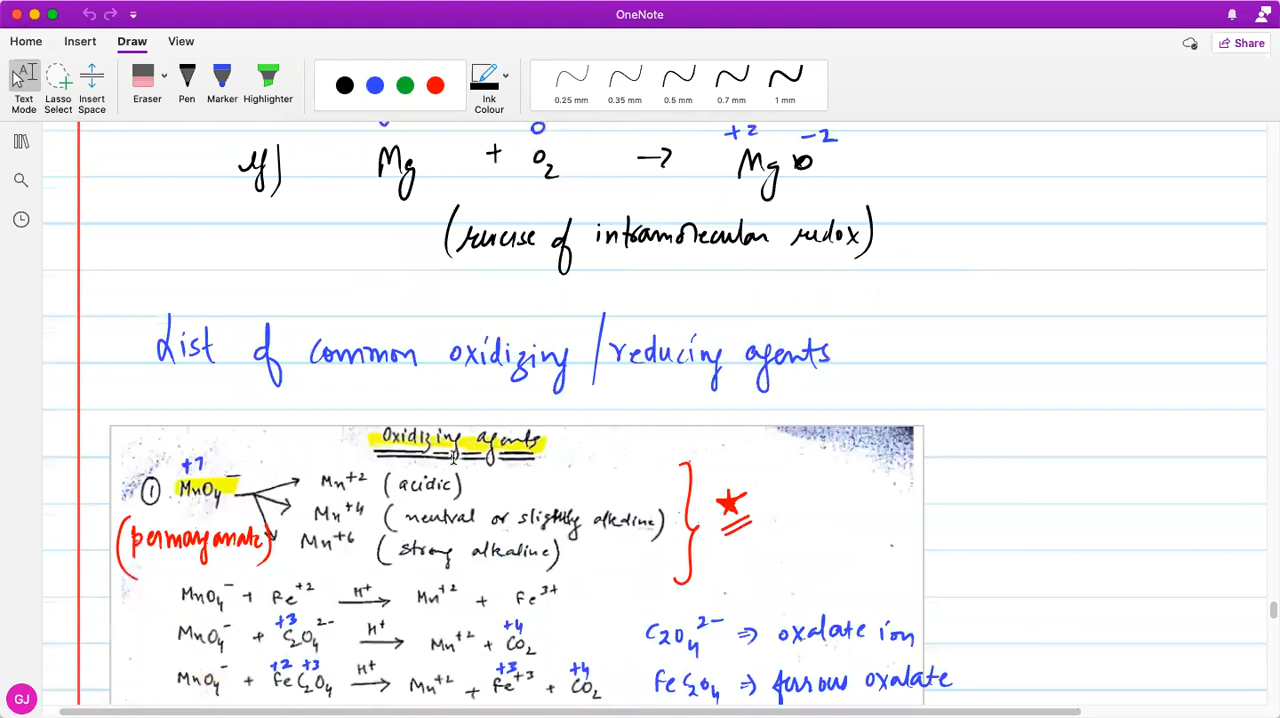 OneNote
Home Insert Draw View
Share
Text Mode
Lasso Select
Insert Space
Eraser
Pen
Marker
Highlighter
Ink Colour
0.25 mm
0.35 mm
0.5 mm
0.7 mm
1 mm
0 +2 -2
y) Mg + O2 → Mg O
(reverse of intramolecular redox)
List of common oxidizing / reducing agents
Oxidizing agents
+7
① MnO4⁻ → Mn+2 (acidic)
Mn+4 (neutral or slightly alkaline)
(permanganate) Mn+6 (strong alkaline)
MnO4⁻ + Fe+2 H+ → Mn+2 + Fe3+
+3 +4
MnO4⁻ + C2O4 2- H+ → Mn+2 + CO2
C2O4 2- ⇒ oxalate ion
+2 +3 +3 +4
MnO4⁻ + FeC2O4 H+ → Mn+2 + Fe+3 + CO2
FeC2O4 ⇒ ferrous oxalate
GJ